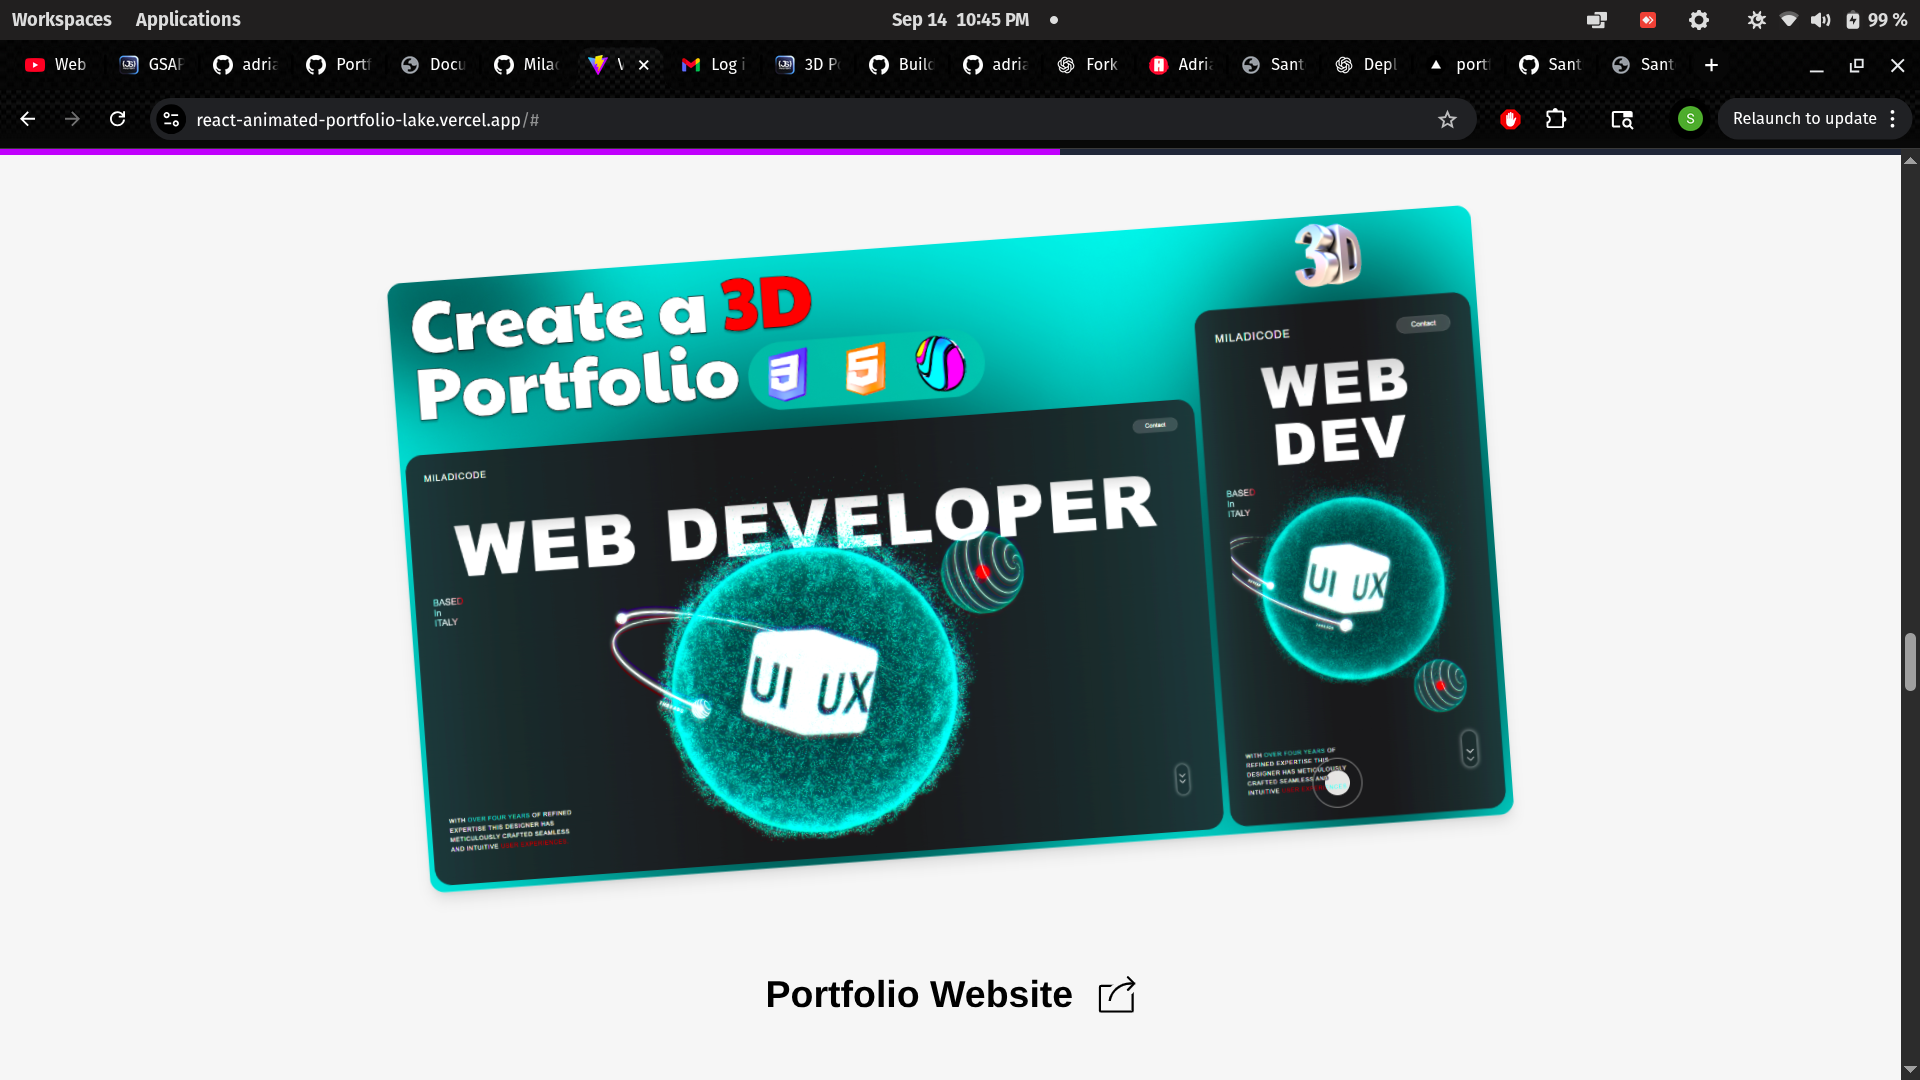 Workspaces Applications Sep 14 10:45 PM 99 %
Web GSAP adria Portf Docu Milac V Log i 3D Po Build adria Fork Adria Sant Depl portf Sant Sant
react-animated-portfolio-lake.vercel.app/# S Relaunch to update
Create a 3D
Portfolio
3D
MILADICODE
Contact
WEB DEVELOPER
BASED
in
ITALY
UI UX
WITH OVER FOUR YEARS OF REFINED
EXPERTISE THIS DESIGNER HAS
METICULOUSLY CRAFTED SEAMLESS
AND INTUITIVE
MILADICODE
Contact
WEB
DEV
BASED
in
ITALY
UI UX
WITH OVER FOUR YEARS OF
REFINED EXPERTISE THIS
DESIGNER HAS METICULOUSLY
CRAFTED SEAMLESS AND
INTUITIVE
Portfolio Website